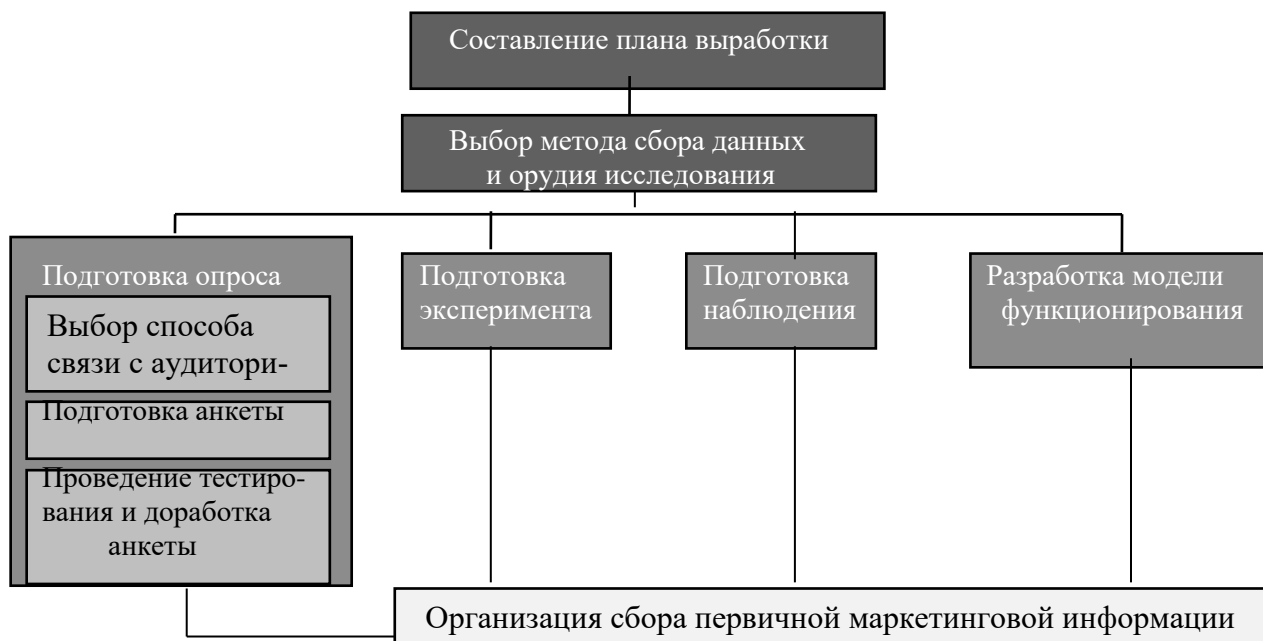 Составление плана выработки
Выбор метода сбора данных
и орудия исследования
Подготовка опроса
Выбор способа
связи с аудитори-
Подготовка анкеты
Проведение тестиро-
вания и доработка
анкеты
Подготовка
эксперимента
Подготовка
наблюдения
Разработка модели
функционирования
Организация сбора первичной маркетинговой информации